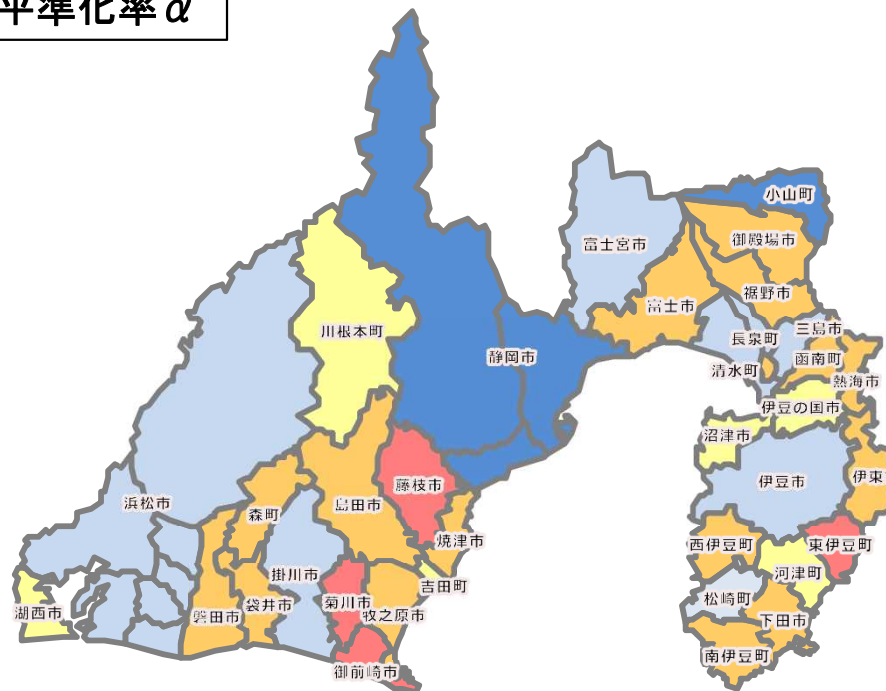 平準化率α
小山町
富士宮市
御殿場市
裾野市
富士市
川根本町
三島市
長泉町
静岡市
函南町
清水町
熱海市
伊豆の国市
沼津市
伊豆市
伊東
藤枝市
浜松市
島田市
森町
焼津市
西伊豆町
東伊豆町
掛川市
河津町
吉田町
松崎町
菊川市
袋井市
湖西市
牧之原市
磐田市
下田市
南伊豆町
御前崎市